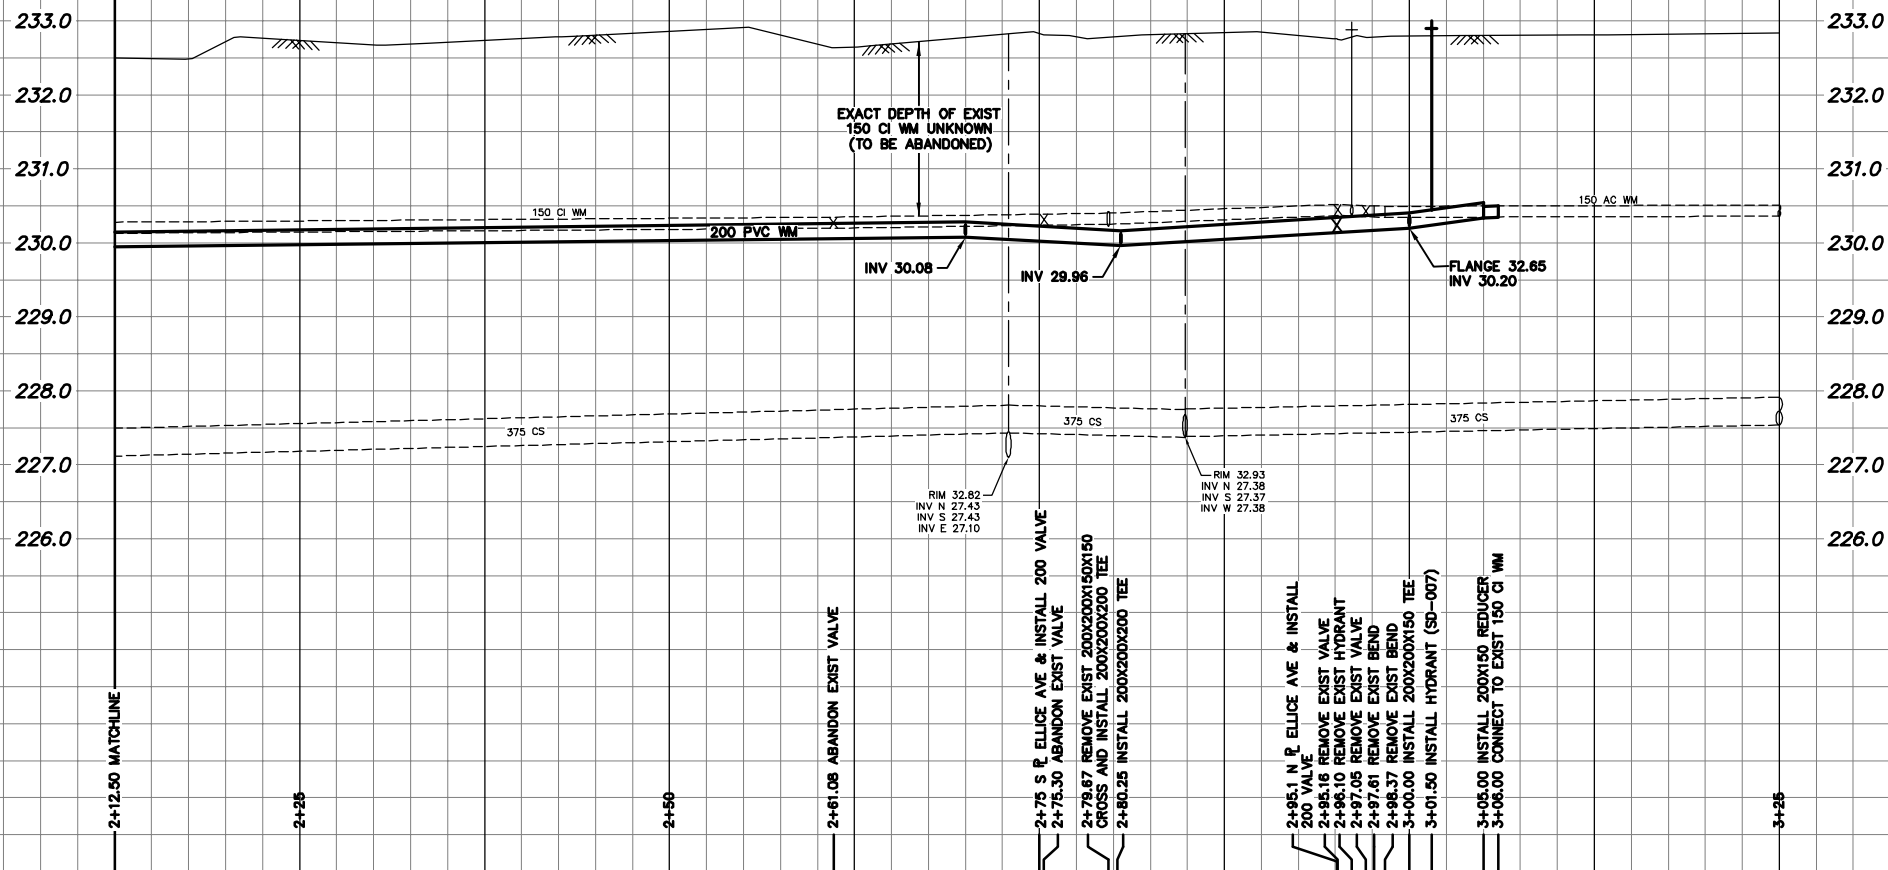 233.0
233.0
232.0
232.0
EXACT DEPTH OF EXIST
150 CI WM UNKNOWN
(TO BE ABANDONED)
231.0
231.0
150 CI WM
150 AC WM
200 PVC WM
230.0
230.0
INV 30.08
INV 29.96
FLANGE 32.65
INV 30.20
229.0
229.0
228.0
228.0
375 CS
375 CS
375 CS
227.0
227.0
RIM 32.82
INV N 27.43
INV S 27.43
INV E 27.10
RIM 32.93
INV N 27.38
INV S 27.37
INV W 27.38
226.0
226.0
2+12.50 MATCHLINE
2+25
2+50
2+61.08 ABANDON EXIST VALVE
2+75 S PL ELLICE AVE & INSTALL 200 VALVE
2+75.30 ABANDON EXIST VALVE
2+79.67 REMOVE EXIST 200X200X150X150
CROSS AND INSTALL 200X200X200 TEE
2+80.25 INSTALL 200X200X200 TEE
2+95.1 N PL ELLICE AVE & INSTALL
200 VALVE
2+95.16 REMOVE EXIST VALVE
2+96.10 REMOVE EXIST HYDRANT
2+97.05 REMOVE EXIST VALVE
2+97.61 REMOVE EXIST BEND
2+98.37 REMOVE EXIST BEND
3+00.00 INSTALL 200X200X150 TEE
3+01.50 INSTALL HYDRANT (SD-007)
3+05.00 INSTALL 200X150 REDUCER
3+06.00 CONNECT TO EXIST 150 CI WM
3+25